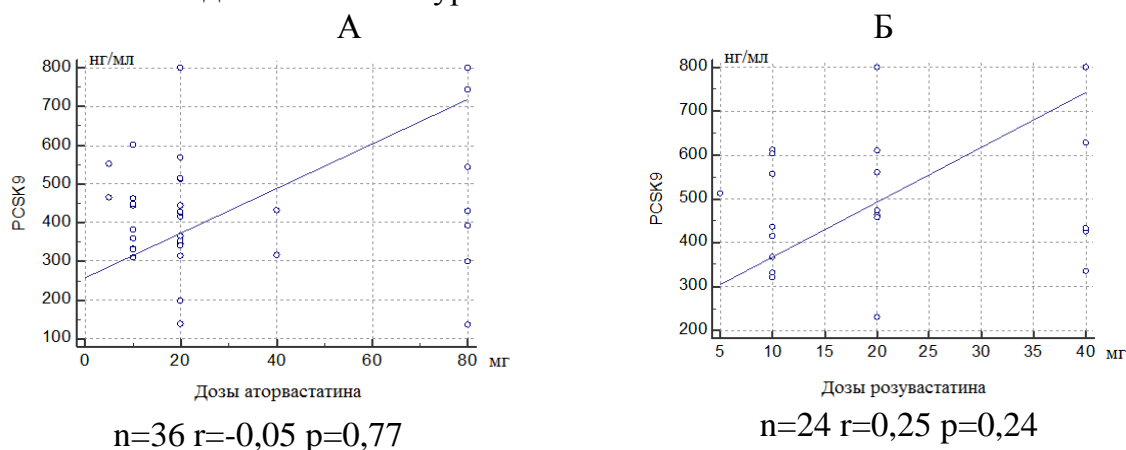 А
Б
нг/мл
800
700
600
500
400
300
200
100
PCSK9
0
20
40
60
80
мг
Дозы аторвастатина
n=36 r=-0,05 p=0,77
нг/мл
800
700
600
500
400
300
200
PCSK9
5
10
15
20
25
30
35
40
мг
Дозы розувастатина
n=24 r=0,25 p=0,24